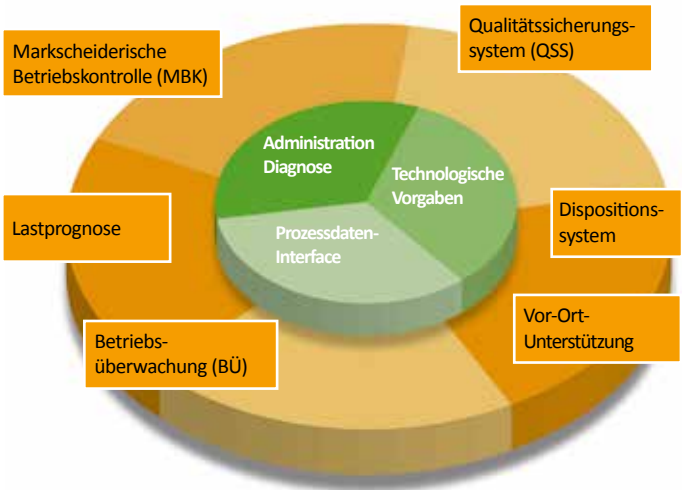 Markscheiderische
Betriebskontrolle (MBK)
Qualitätssicherungs-
system (QSS)
Administration
Diagnose
Technologische
Vorgaben
Prozessdaten-
Interface
Lastprognose
Dispositions-
system
Betriebs-
überwachung (BÜ)
Vor-Ort-
Unterstützung